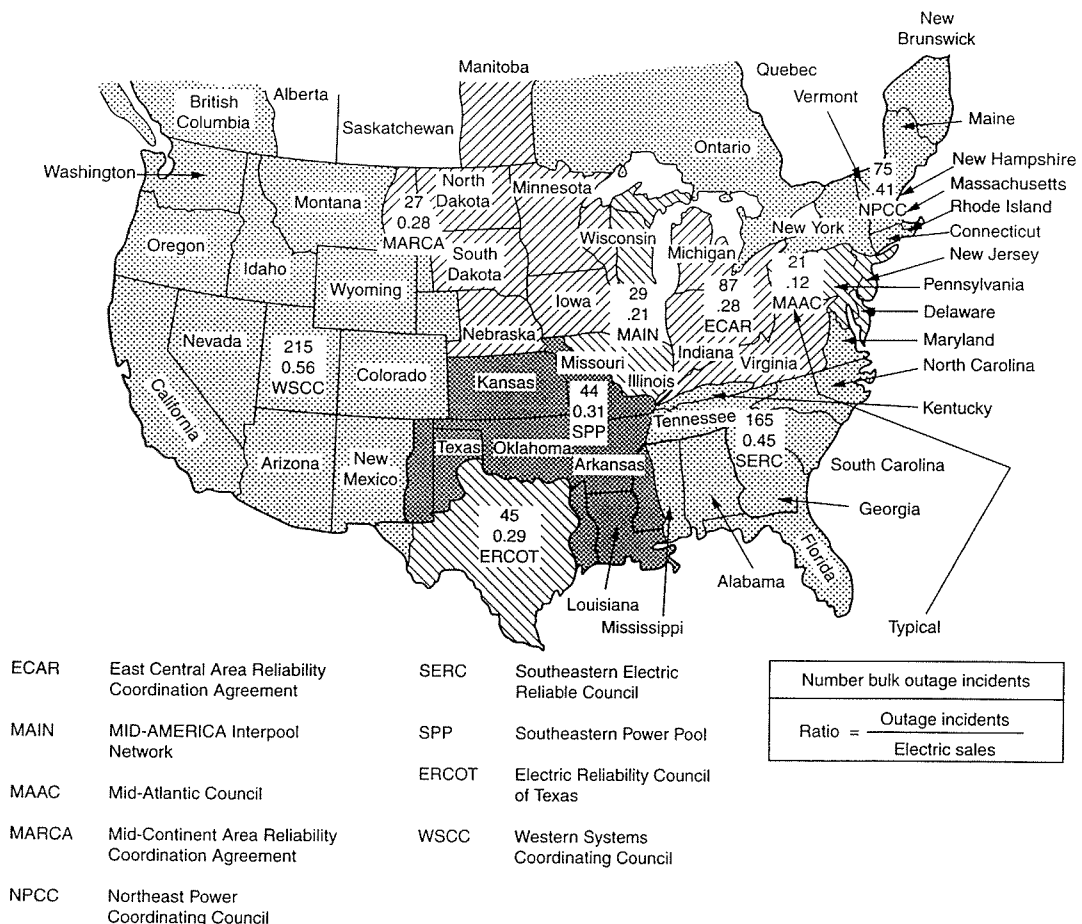 New
Brunswick
Manitoba
Quebec
Alberta
British
Columbia
Vermont
Saskatchewan
Maine
Ontario
New Hampshire
Washington
75
.41
NPCC
Massachusetts
North
Dakota
Minnesota
Montana
27
0.28
MARCA
Rhode Island
Connecticut
New York
Wisconsin
Oregon
Michigan
South
Dakota
New Jersey
Idaho
21
.12
MAAC
Wyoming
87
.28
ECAR
Pennsylvania
Iowa
29
.21
MAIN
Delaware
Nebraska
Maryland
Nevada
215
0.56
WSCC
Indiana
Virginia
Missouri
North Carolina
Colorado
Kansas
Illinois
44
0.31
SPP
California
Kentucky
Tennessee
165
0.45
SERC
Texas
Oklahoma
Arizona
New
Mexico
Arkansas
South Carolina
45
0.29
ERCOT
Georgia
Florida
Alabama
Louisiana
Mississippi
Typical
ECAR East Central Area Reliability
Coordination Agreement
MAIN MID-AMERICA Interpool
Network
MAAC Mid-Atlantic Council
MARCA Mid-Continent Area Reliability
Coordination Agreement
NPCC Northeast Power
Coordinating Council
SERC Southeastern Electric
Reliable Council
SPP Southeastern Power Pool
ERCOT Electric Reliability Council
of Texas
WSCC Western Systems
Coordinating Council
Number bulk outage incidents
Ratio = Outage incidents
Electric sales